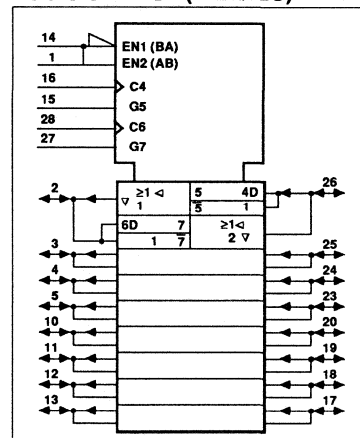 14 EN1 (BA)
1 EN2 (AB)
16 C4
15 G5
28 C6
27 G7
2 ≥1 ◁ 5 4D 26
▽ 1 5̅ 1
6D 7 ≥1◁
1 7̅ 2 ▽
3 25
4 24
5 23
10 20
11 19
12 18
13 17